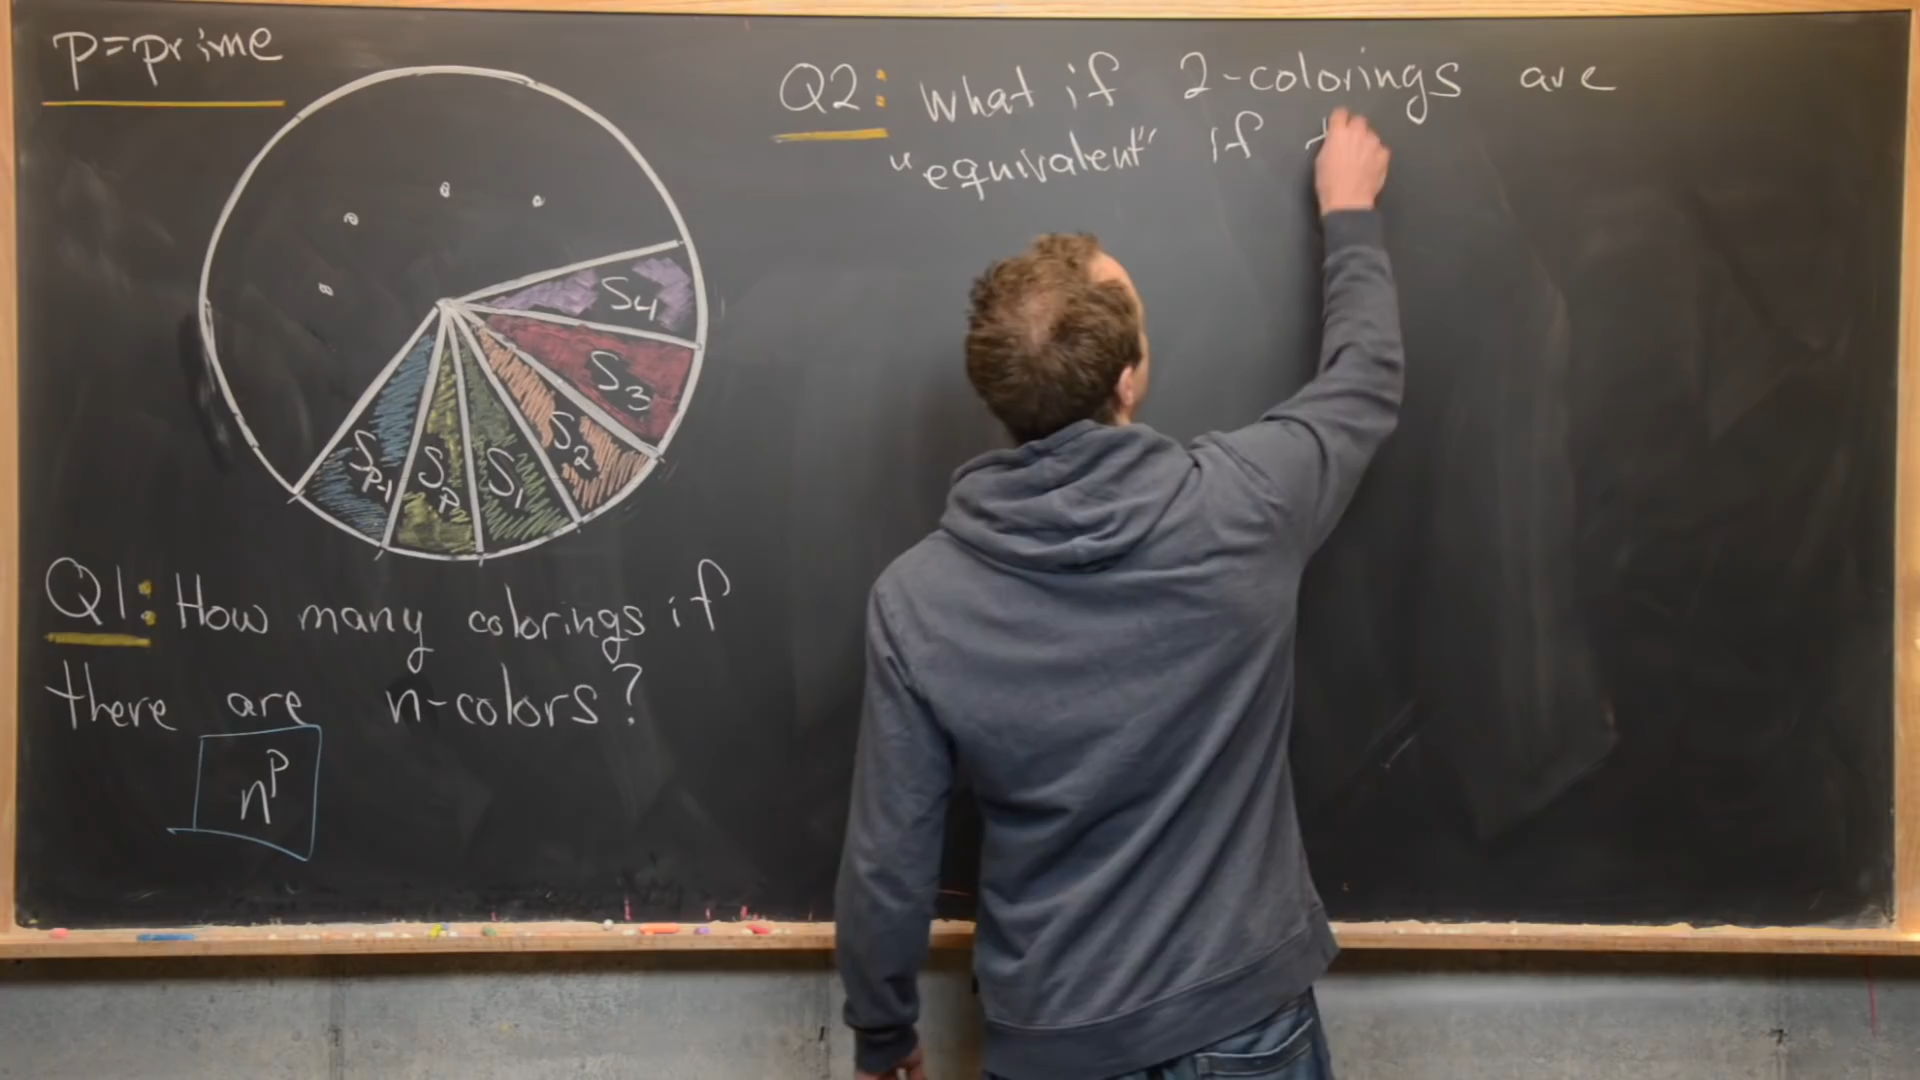 p=prime
S4
S3
S2
S1
Sp
Sp-1
Q1: How many colorings if
there are n-colors?
n^p
Q2: What if 2-colorings are
"equivalent" if